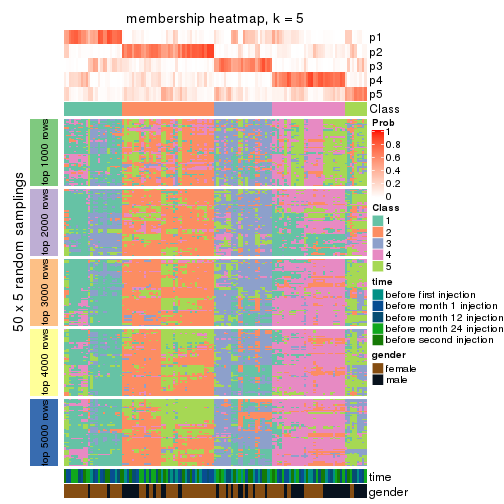 membership heatmap, k = 5
p1
p2
p3
p4
p5
Class
50 x 5 random samplings
top 1000 rows
top 2000 rows
top 3000 rows
top 4000 rows
top 5000 rows
Prob
1
0.8
0.6
0.4
0.2
0
Class
1
2
3
4
5
time
before first injection
before month 1 injection
before month 12 injection
before month 24 injection
before second injection
gender
female
male
time
gender